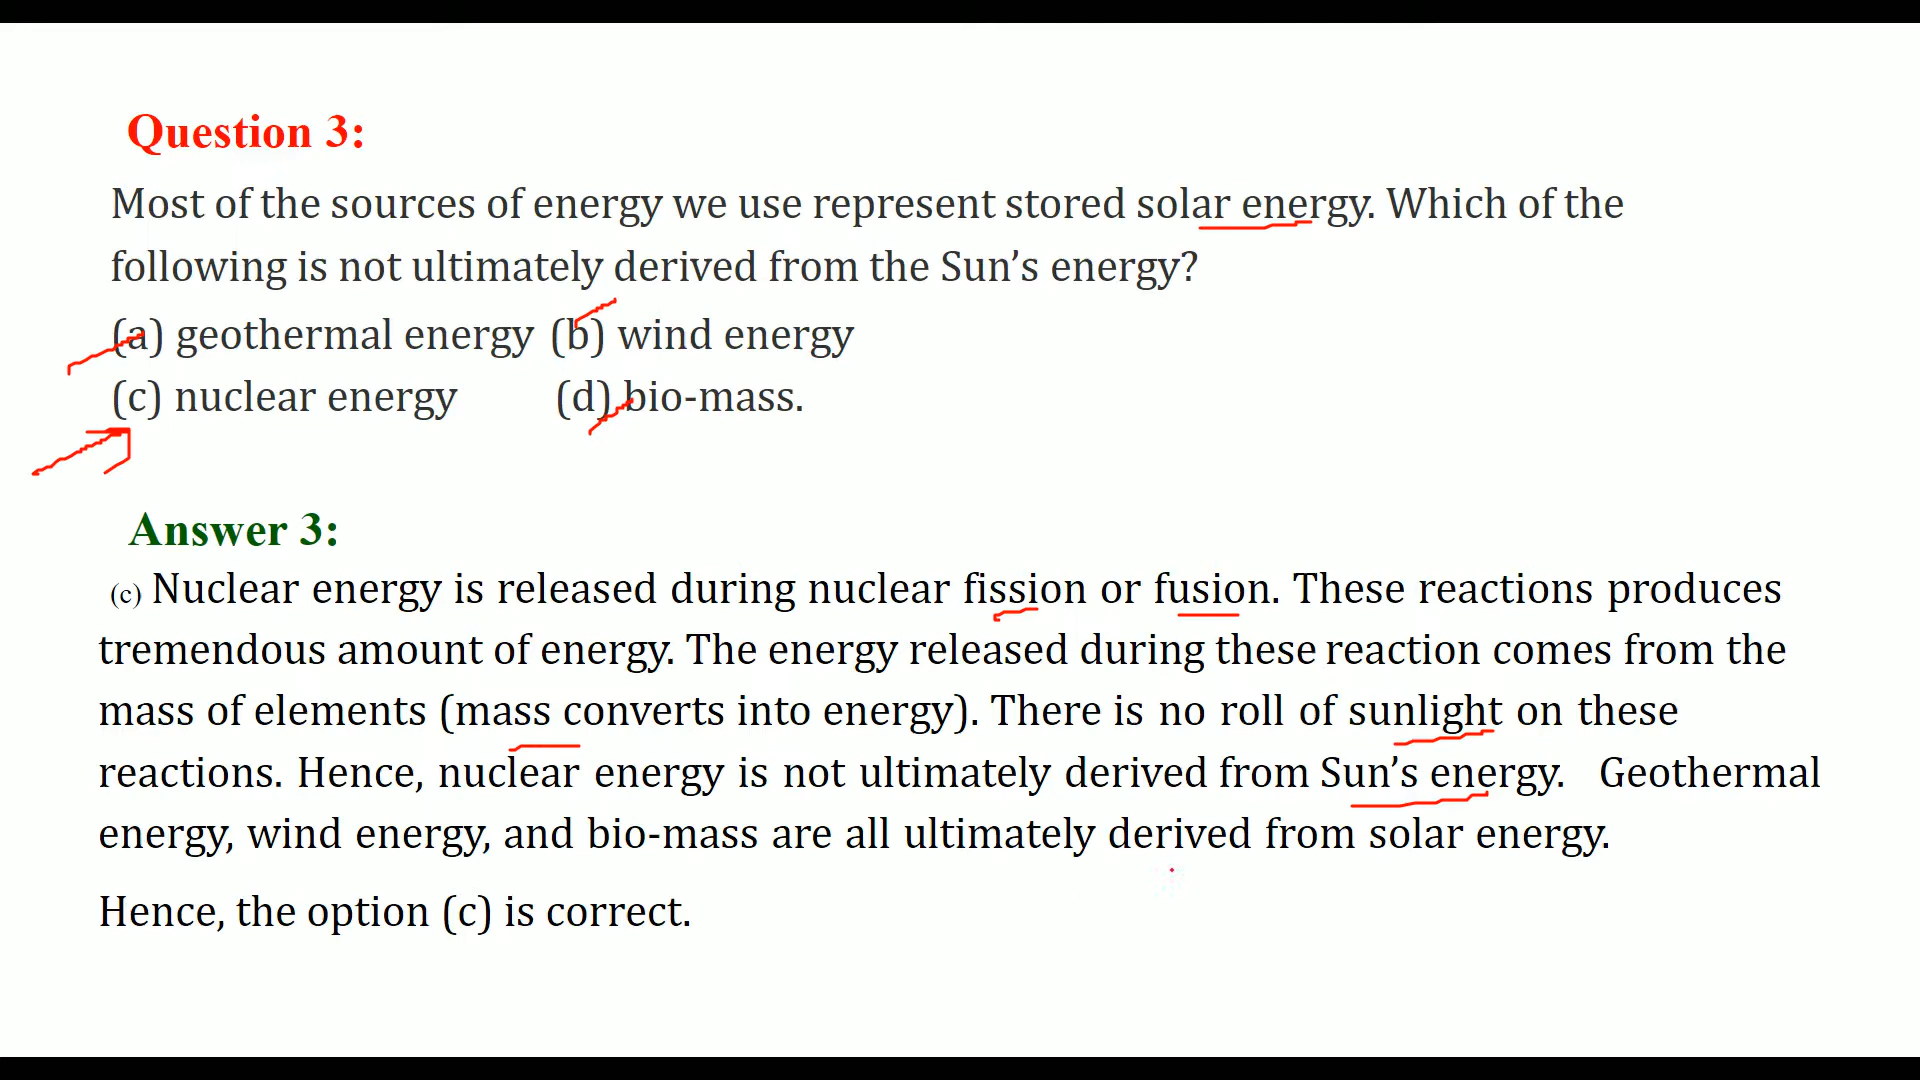 Question 3:
Most of the sources of energy we use represent stored solar energy. Which of the
following is not ultimately derived from the Sun’s energy?
(a) geothermal energy (b) wind energy
(c) nuclear energy (d) bio-mass.
Answer 3:
(c) Nuclear energy is released during nuclear fission or fusion. These reactions produces
tremendous amount of energy. The energy released during these reaction comes from the
mass of elements (mass converts into energy). There is no roll of sunlight on these
reactions. Hence, nuclear energy is not ultimately derived from Sun’s energy. Geothermal
energy, wind energy, and bio-mass are all ultimately derived from solar energy.
Hence, the option (c) is correct.